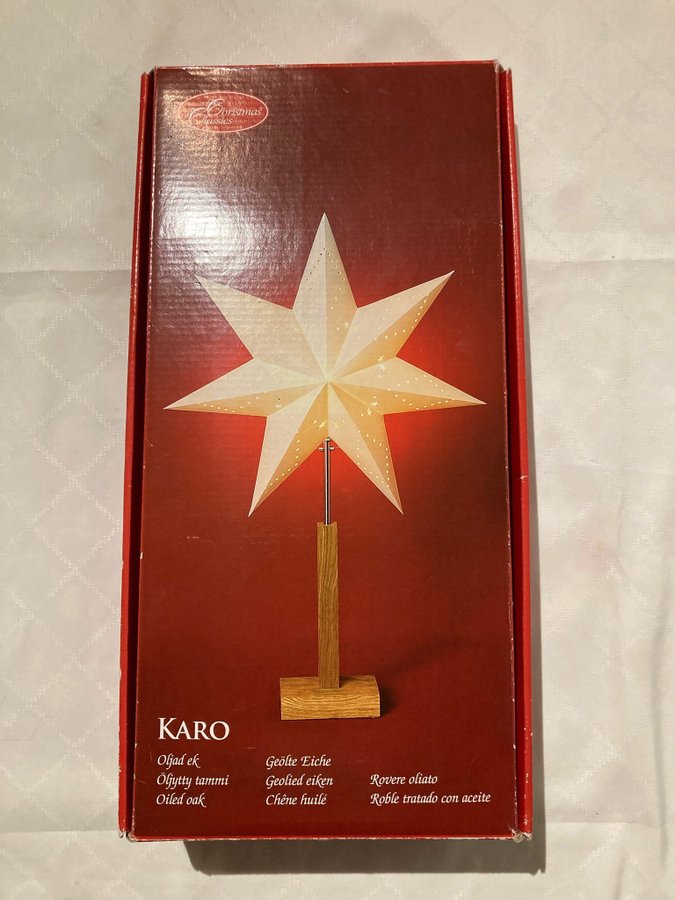 Christmas
Classics
KARO
Oljad ek
Öljytty tammi
Oiled oak
Geölte Eiche
Geolied eiken
Chêne huilé
Rovere oliato
Roble tratado con aceite